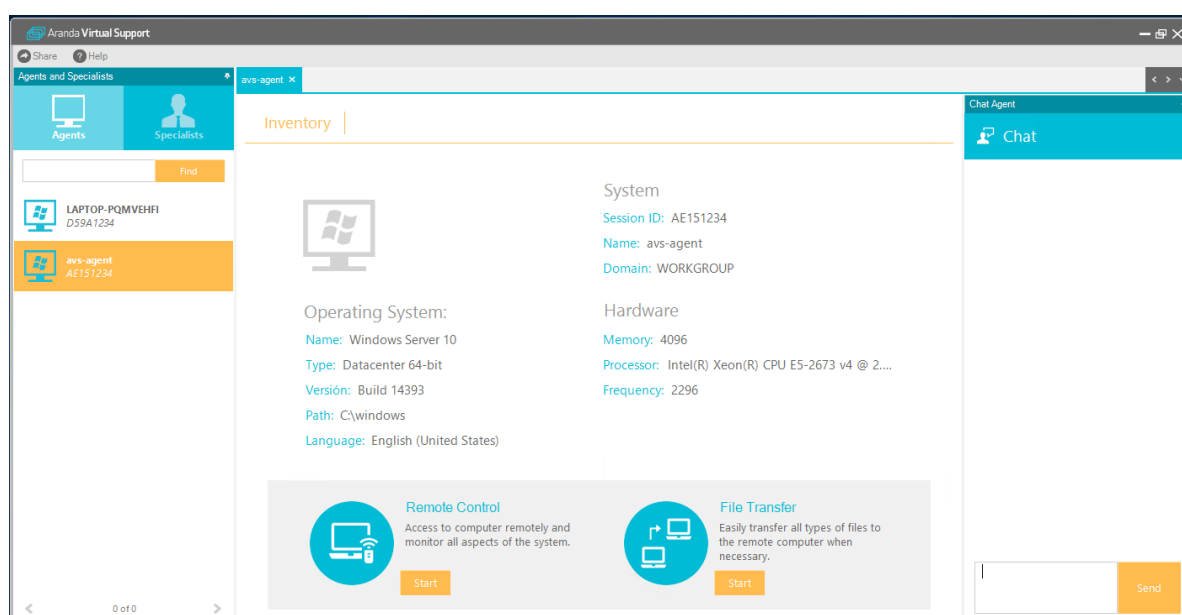 Aranda Virtual Support
Share Help
Agents and Specialists
Agents
Specialists
Find
LAPTOP-PQMVEHFI
D59A1234
avs-agent
AE151234
0 of 0
avs-agent
Inventory
Operating System:
Name: Windows Server 10
Type: Datacenter 64-bit
Versión: Build 14393
Path: C:\windows
Language: English (United States)
System
Session ID: AE151234
Name: avs-agent
Domain: WORKGROUP
Hardware
Memory: 4096
Processor: Intel(R) Xeon(R) CPU E5-2673 v4 @ 2....
Frequency: 2296
Remote Control
Access to computer remotely and
monitor all aspects of the system.
Start
File Transfer
Easily transfer all types of files to
the remote computer when
necessary.
Start
Chat Agent
Chat
Send